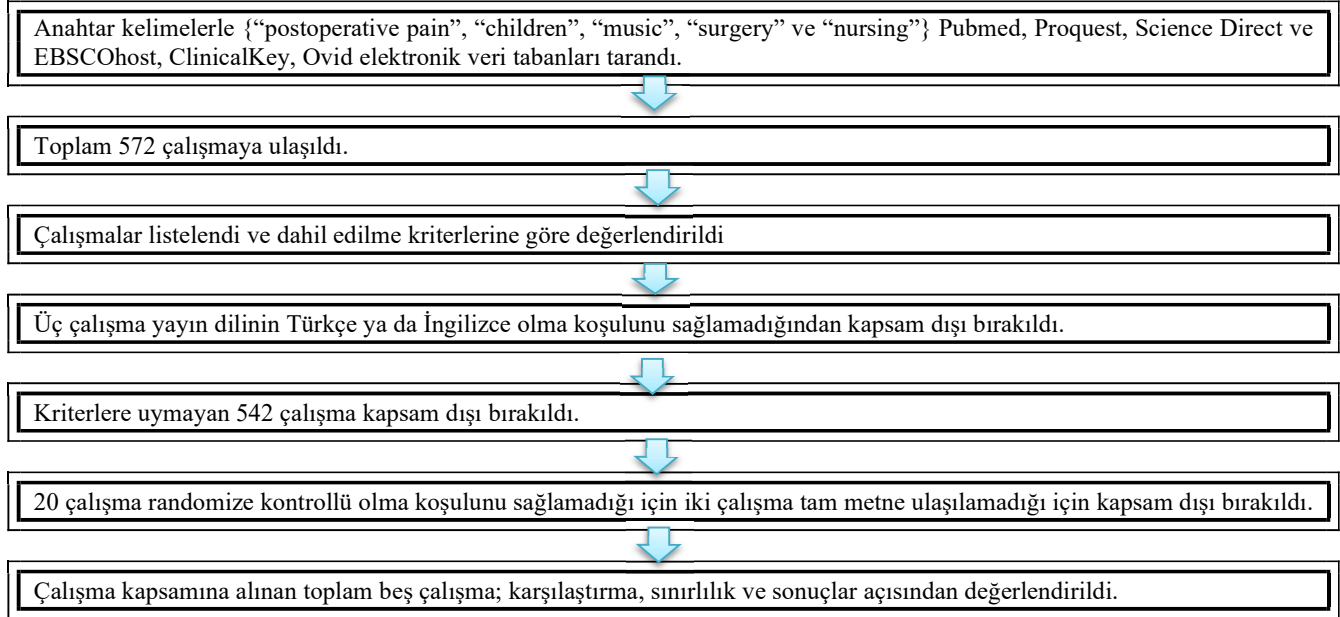 Anahtar kelimelerle {“postoperative pain”, “children”, “music”, “surgery” ve “nursing”} Pubmed, Proquest, Science Direct ve
EBSCOhost, ClinicalKey, Ovid elektronik veri tabanları tarandı.
Toplam 572 çalışmaya ulaşıldı.
Çalışmalar listelendi ve dahil edilme kriterlerine göre değerlendirildi
Üç çalışma yayın dilinin Türkçe ya da İngilizce olma koşulunu sağlamadığından kapsam dışı bırakıldı.
Kriterlere uymayan 542 çalışma kapsam dışı bırakıldı.
20 çalışma randomize kontrollü olma koşulunu sağlamadığı için iki çalışma tam metne ulaşılamadığı için kapsam dışı bırakıldı.
Çalışma kapsamına alınan toplam beş çalışma; karşılaştırma, sınırlılık ve sonuçlar açısından değerlendirildi.